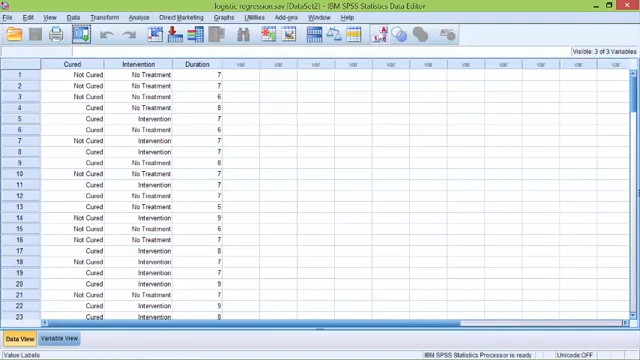 logistic regression.sav [DataSet2] - IBM SPSS Statistics Data Editor
File Edit View Data Transform Analyze Direct Marketing Graphs Utilities Add-ons Window Help
Visible: 3 of 3 Variables
Cured Intervention Duration var var var var var var var var var var var
1 Not Cured No Treatment 7
2 Not Cured No Treatment 7
3 Not Cured No Treatment 6
4 Cured No Treatment 8
5 Cured Intervention 7
6 Cured No Treatment 6
7 Not Cured Intervention 7
8 Cured Intervention 7
9 Cured No Treatment 8
10 Not Cured No Treatment 7
11 Cured Intervention 7
12 Cured No Treatment 7
13 Cured No Treatment 5
14 Not Cured Intervention 9
15 Not Cured No Treatment 6
16 Not Cured No Treatment 7
17 Cured Intervention 8
18 Not Cured Intervention 7
19 Cured Intervention 7
20 Cured No Treatment 9
21 Not Cured No Treatment 7
22 Cured Intervention 9
23 Cured Intervention 8
Data View Variable View
Value Labels IBM SPSS Statistics Processor is ready Unicode:OFF